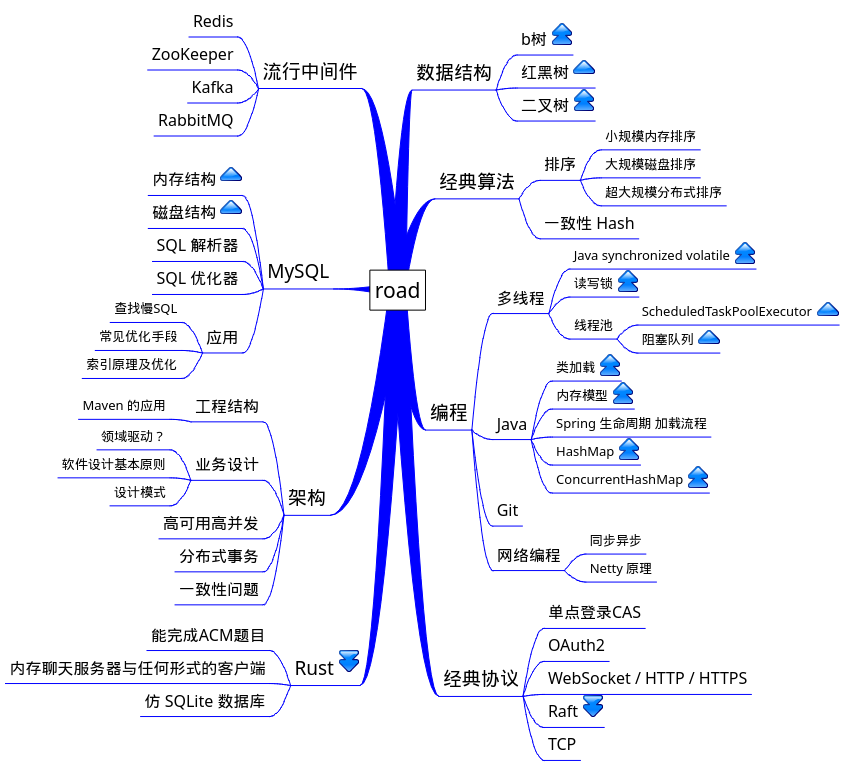 road
流行中间件
Redis
ZooKeeper
Kafka
RabbitMQ
MySQL
内存结构
磁盘结构
SQL 解析器
SQL 优化器
应用
查找慢SQL
常见优化手段
索引原理及优化
架构
工程结构
Maven 的应用
业务设计
领域驱动？
软件设计基本原则
设计模式
高可用高并发
分布式事务
一致性问题
Rust
能完成ACM题目
内存聊天服务器与任何形式的客户端
仿 SQLite 数据库
数据结构
b树
红黑树
二叉树
经典算法
排序
小规模内存排序
大规模磁盘排序
超大规模分布式排序
一致性 Hash
编程
多线程
Java synchronized volatile
读写锁
线程池
ScheduledTaskPoolExecutor
阻塞队列
Java
类加载
内存模型
Spring 生命周期 加载流程
HashMap
ConcurrentHashMap
Git
网络编程
同步异步
Netty 原理
经典协议
单点登录CAS
OAuth2
WebSocket / HTTP / HTTPS
Raft
TCP